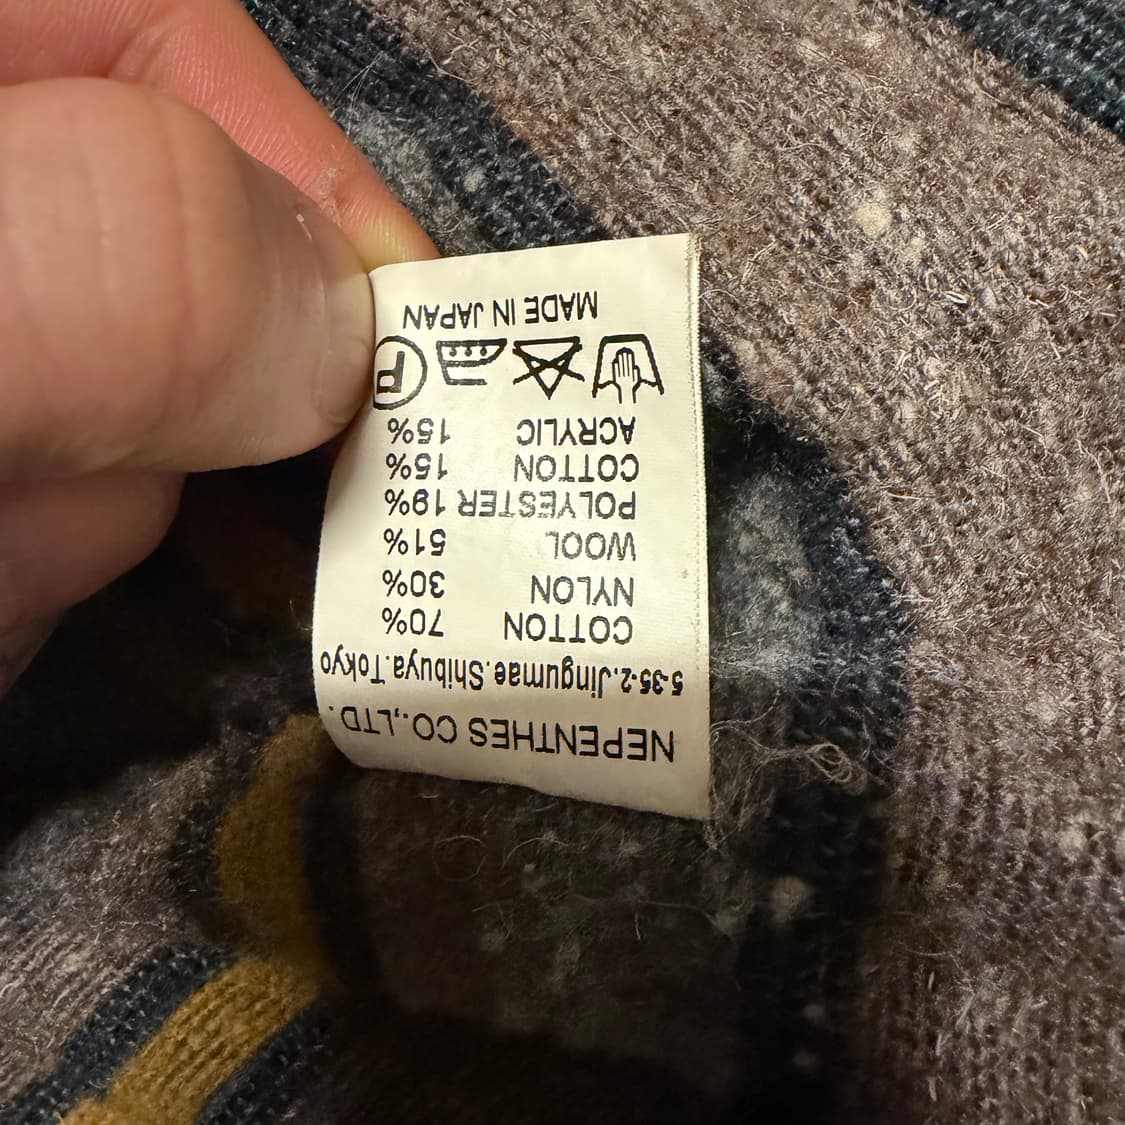 NEPENTHES CO.,LTD.
5-35-2.Jingumae.Shibuya.Tokyo
COTTON 70%
NYLON 30%
WOOL 51%
POLYESTER 19%
COTTON 15%
ACRYLIC 15%
P
MADE IN JAPAN